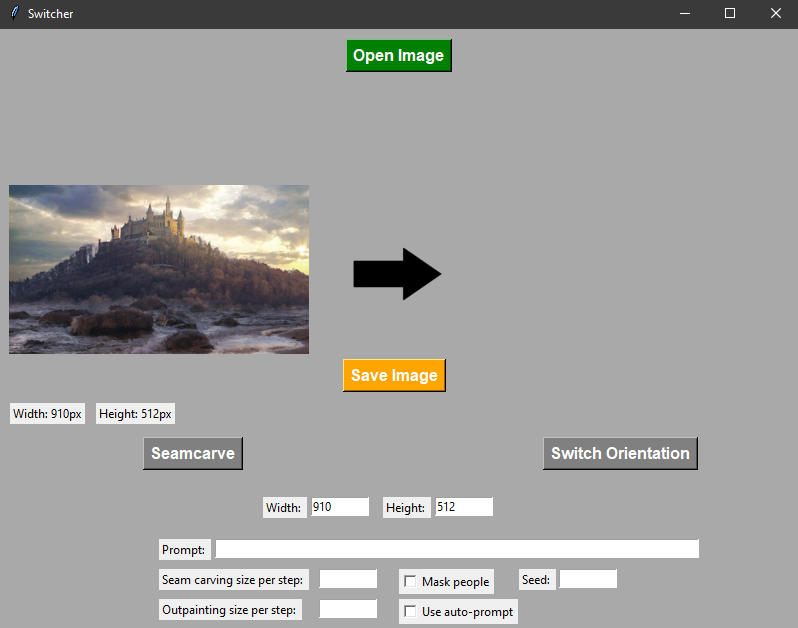 Switcher
Open Image
Save Image
Width: 910px Height: 512px
Seamcarve Switch Orientation
Width: 910 Height: 512
Prompt:
Seam carving size per step: Mask people Seed:
Outpainting size per step: Use auto-prompt